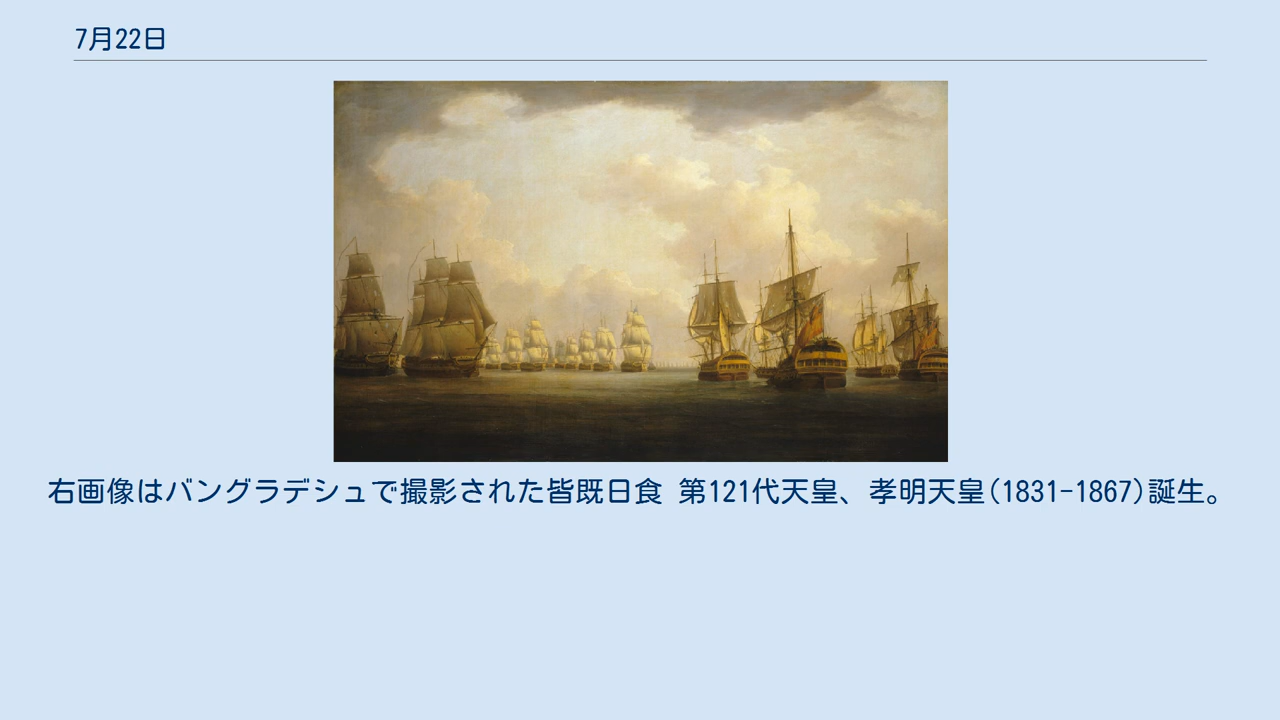 7月22日
右画像はバングラデシュで撮影された皆既日食 第121代天皇、孝明天皇(1831-1867)誕生。